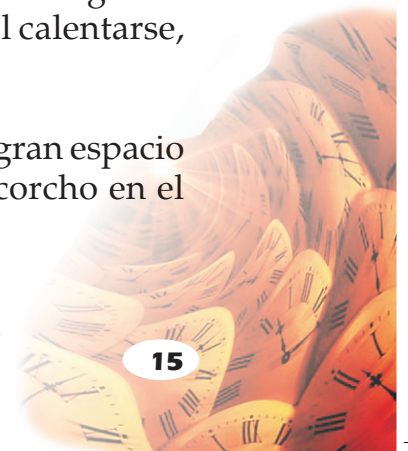 l calentarse,
gran espacio
corcho en el
15